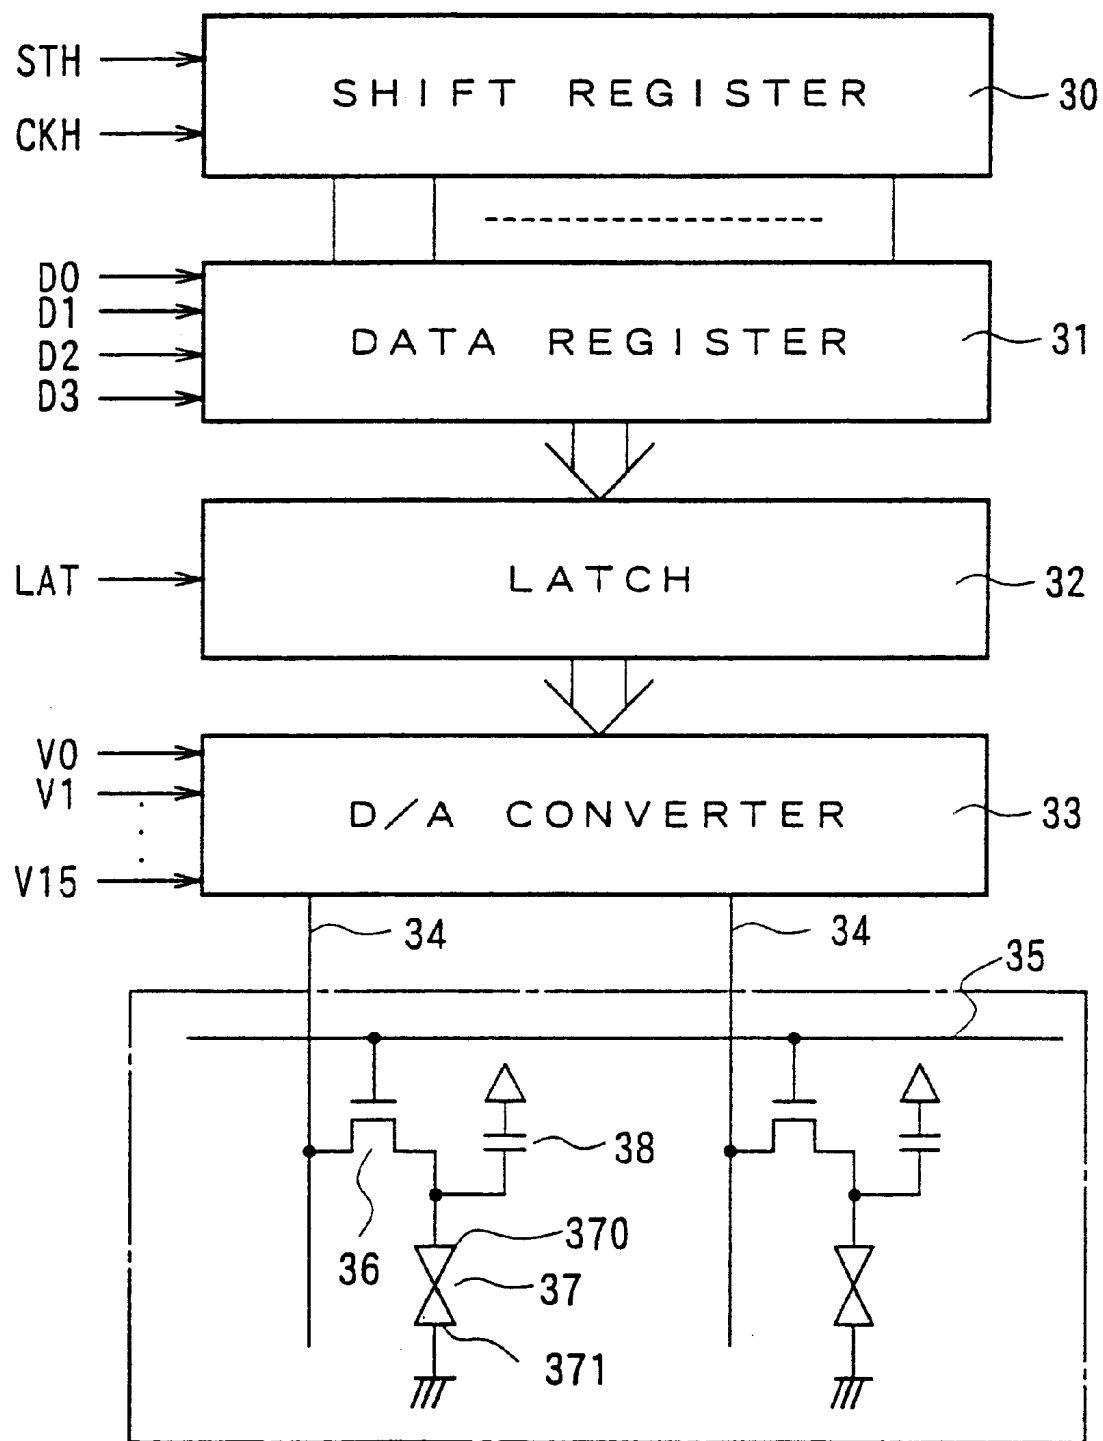 STH
SHIFT REGISTER
30
CKH
D0
D1
DATA REGISTER
31
D2
D3
LAT
LATCH
32
V0
V1
D/A CONVERTER
33
V15
34
34
35
38
36
370
37
371